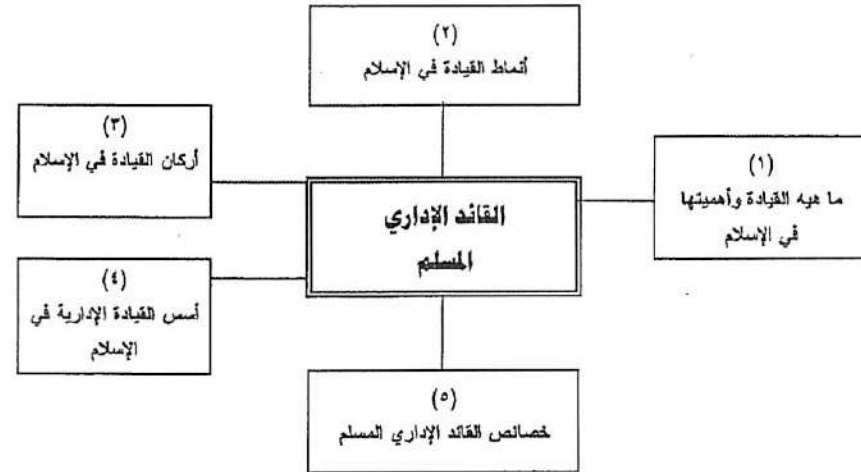 (٢)
أنماط القيادة في الإسلام
(٣)
أركان القيادة في الإسلام
(١)
ما هيه القيادة وأهميتها
في الإسلام
القائد الإداري
المسلم
(٤)
أسس القيادة الإدارية في
الإسلام
(٥)
خصائص القائد الإداري المسلم